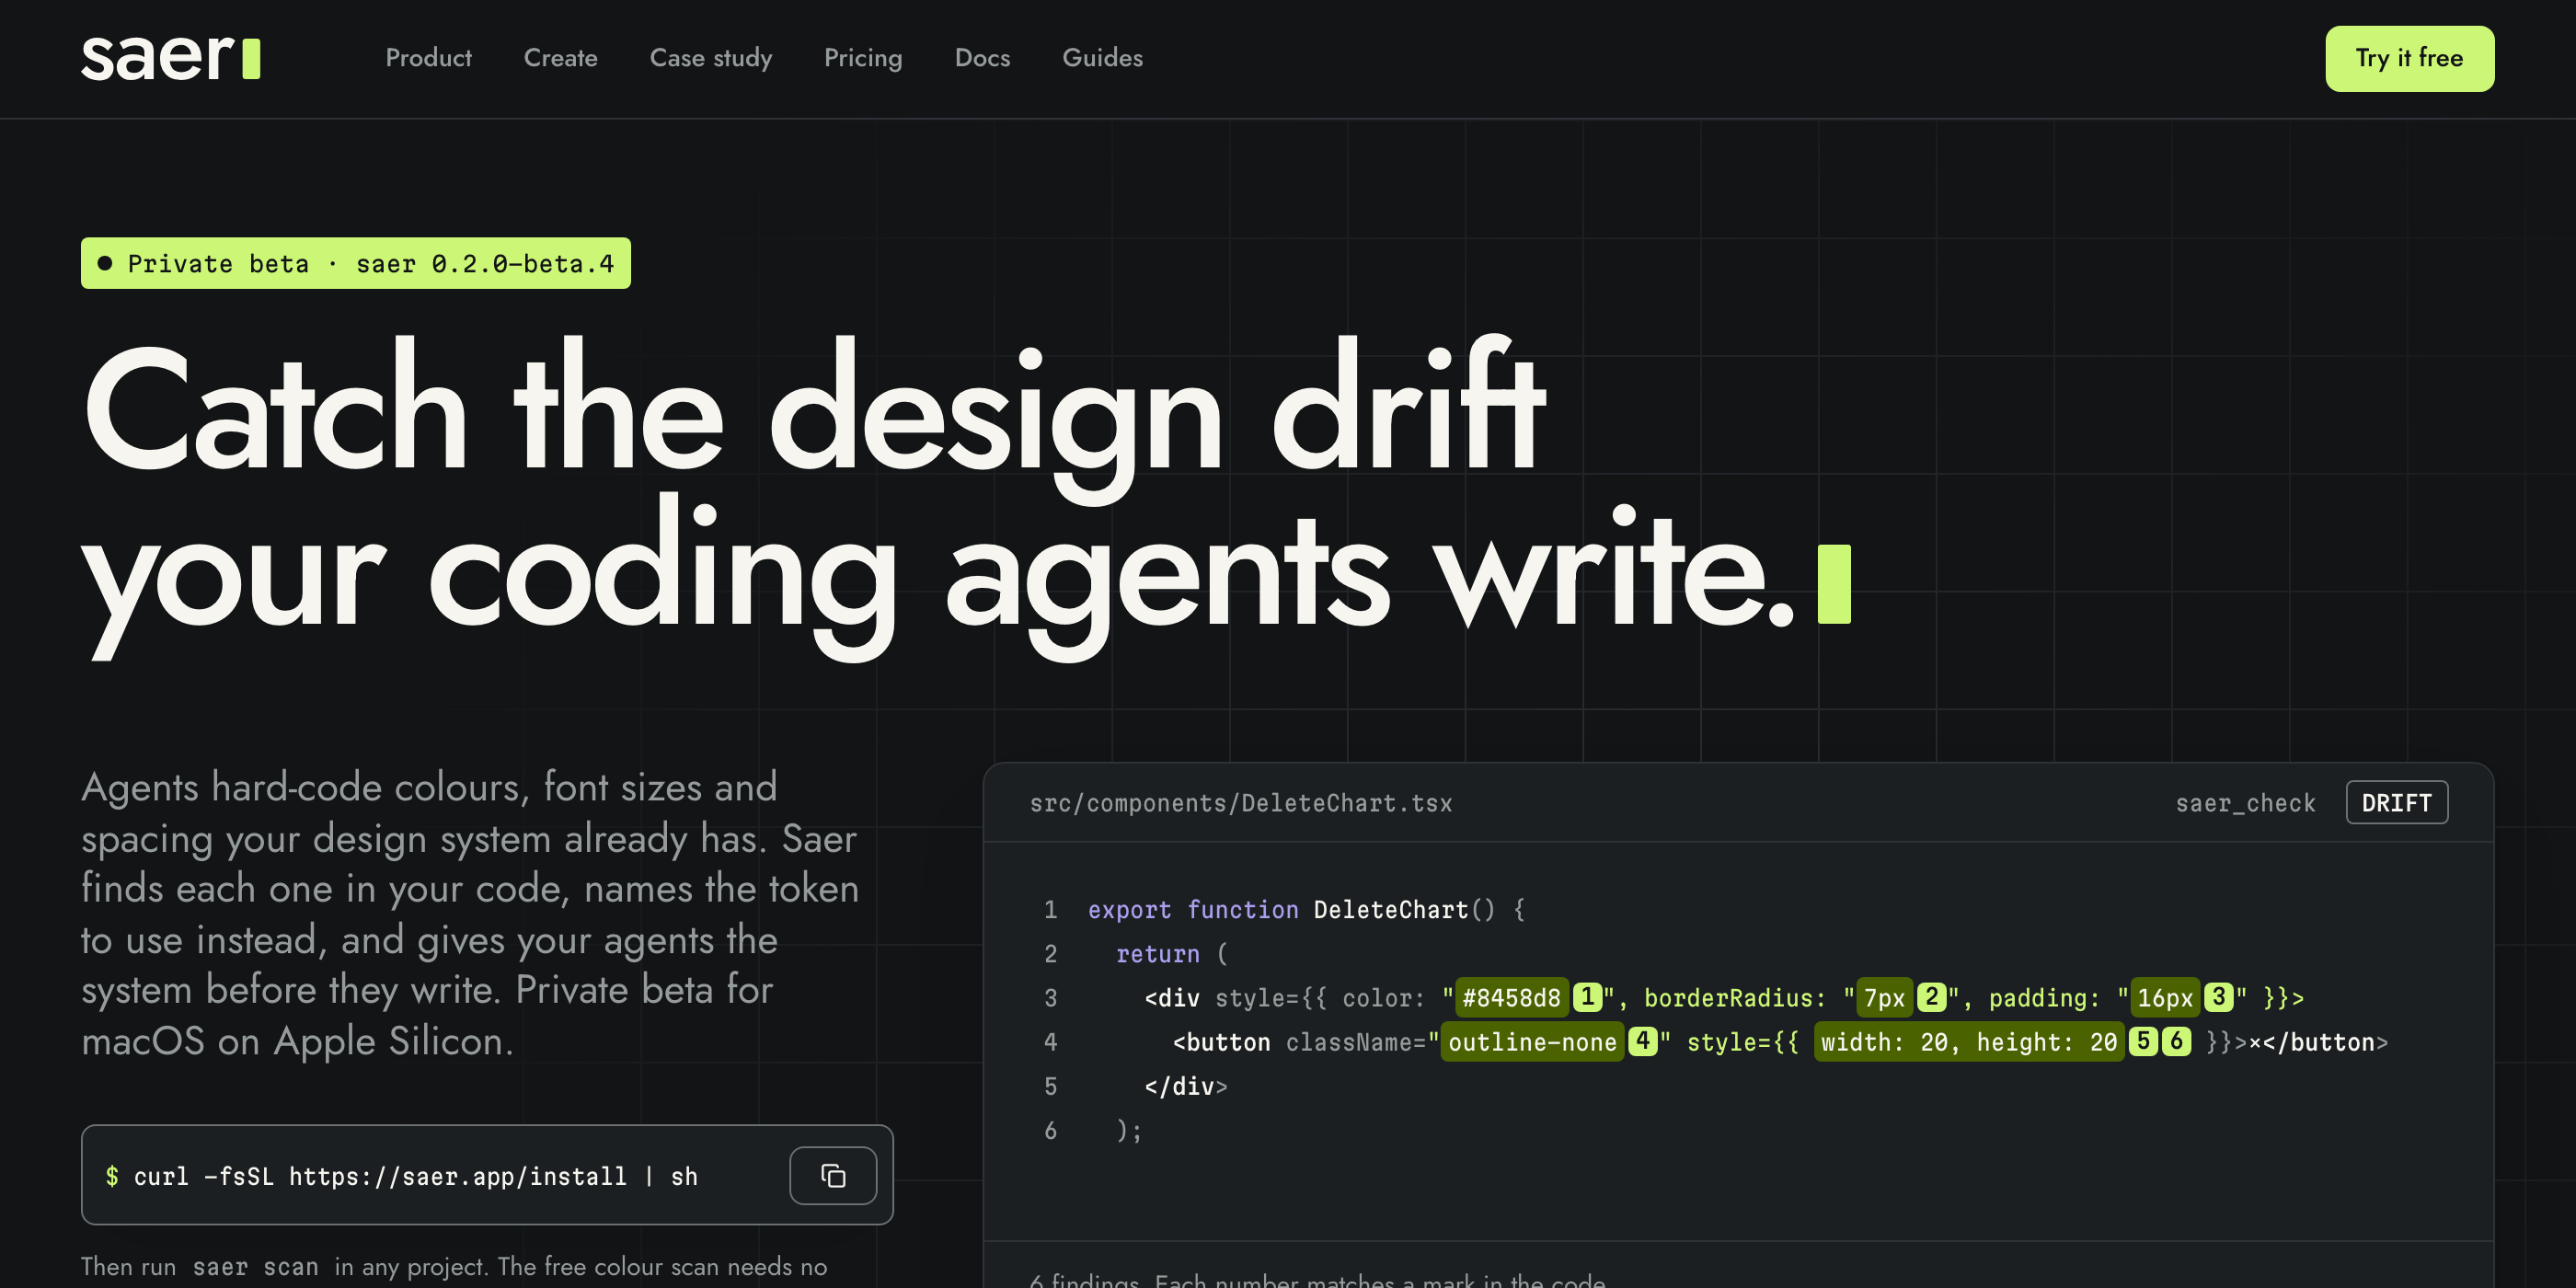 saer
Product Create Case study Pricing Docs Guides
Try it free
Private beta · saer 0.2.0-beta.4
Catch the design drift
your coding agents write.
Agents hard-code colours, font sizes and
spacing your design system already has. Saer
finds each one in your code, names the token
to use instead, and gives your agents the
system before they write. Private beta for
macOS on Apple Silicon.
$ curl -fsSL https://saer.app/install | sh
Then run saer scan in any project. The free colour scan needs no
src/components/DeleteChart.tsx
saer_check DRIFT
1 export function DeleteChart() {
2 return (
3 <div style={{ color: "#8458d8 1", borderRadius: "7px 2", padding: "16px 3" }}>
4 <button className="outline-none 4" style={{ width: 20, height: 20 5 6 }}>×</button>
5 </div>
6 );
6 findings. Each number matches a mark in the code.